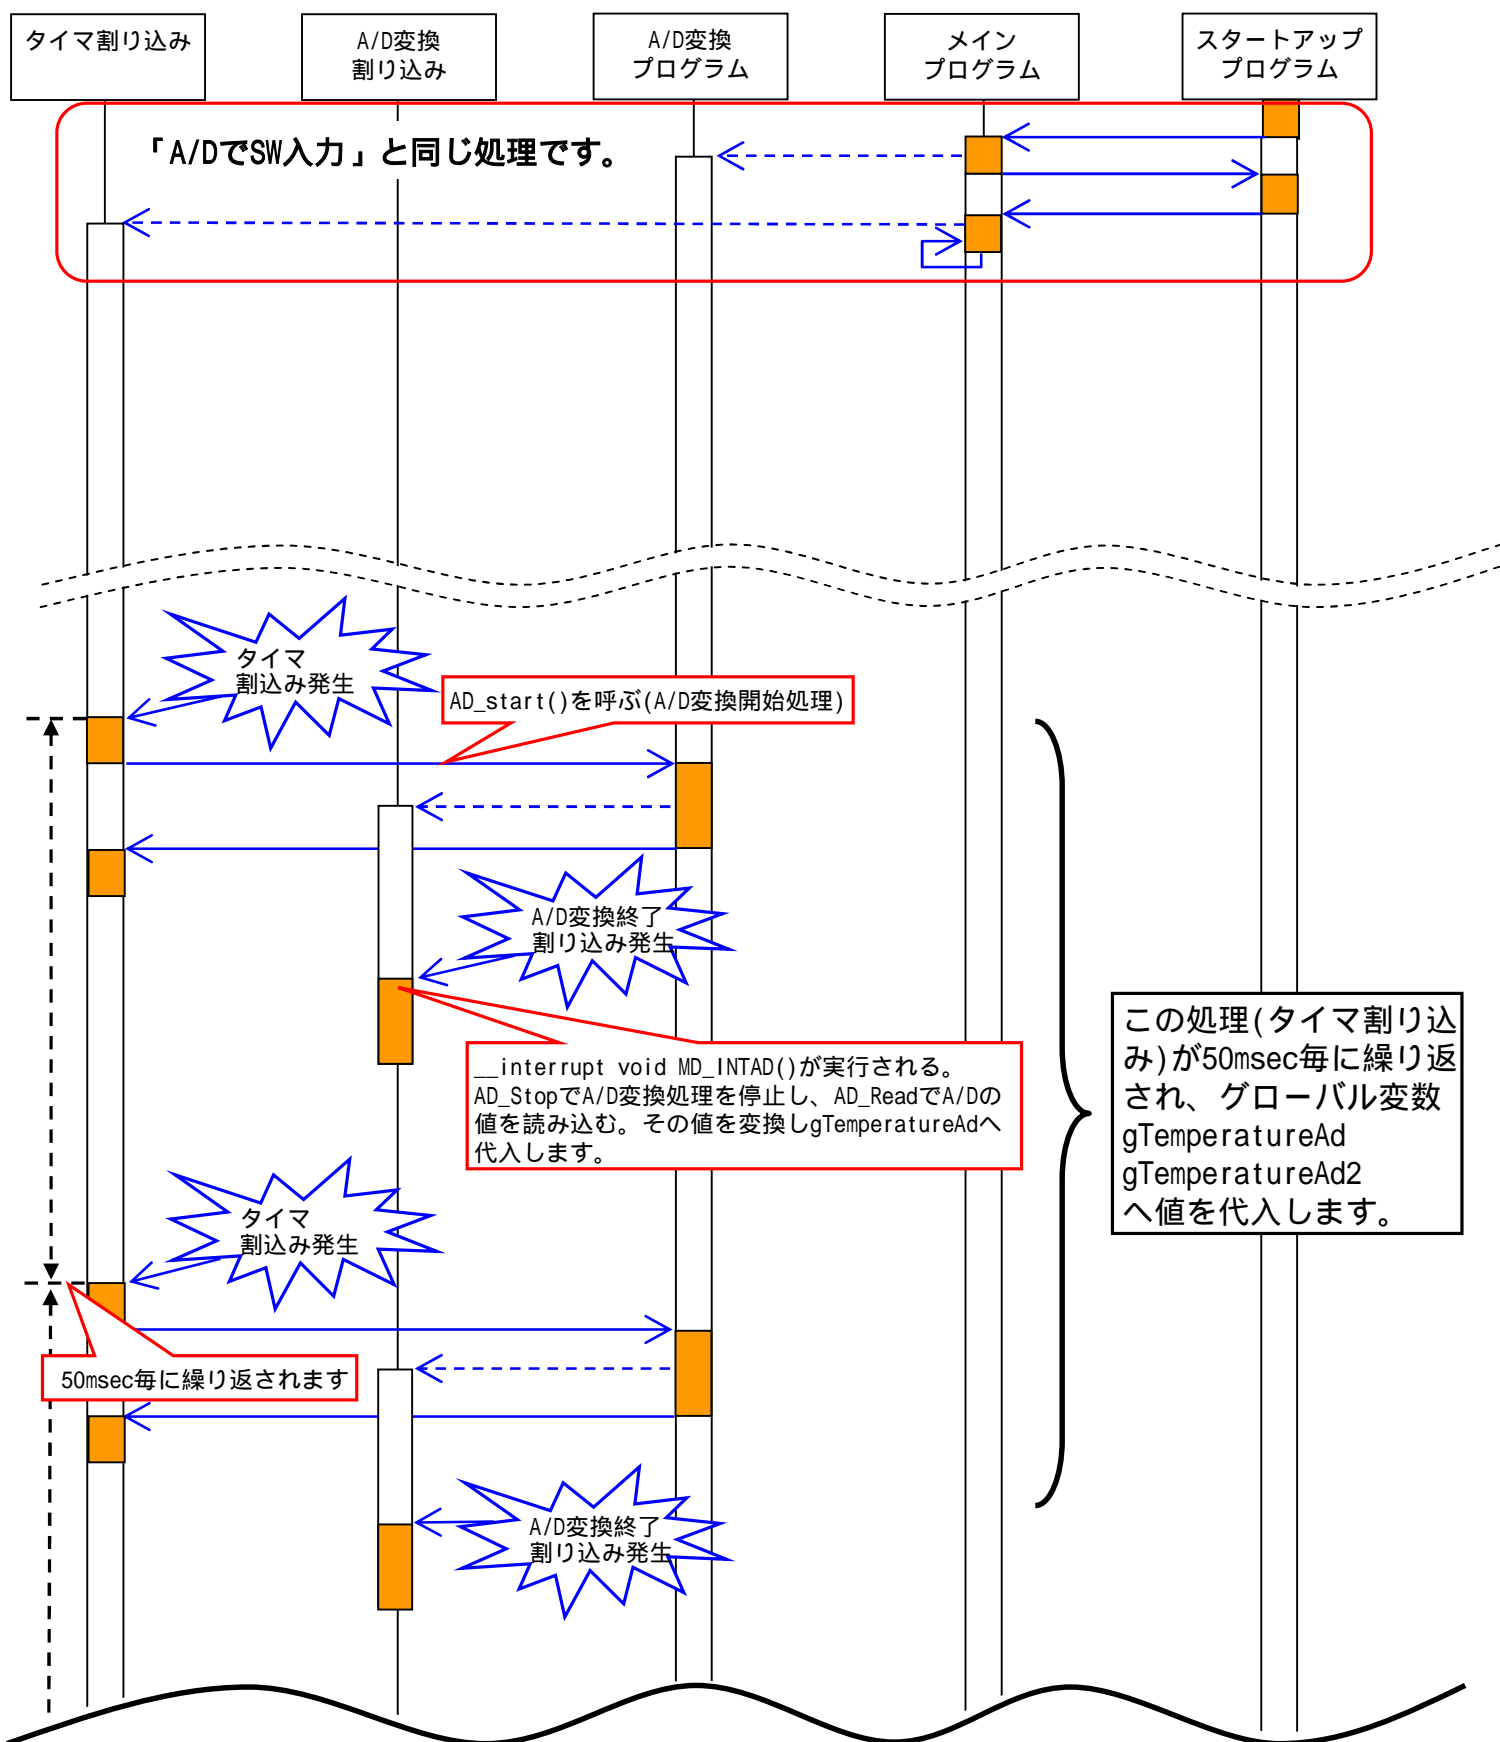 タイマ割り込み
A/D変換
割り込み
A/D変換
プログラム
メイン
プログラム
スタートアップ
プログラム
「A/DでSW入力」と同じ処理です。
タイマ
割込み発生
AD_start()を呼ぶ(A/D変換開始処理)
A/D変換終了
割り込み発生
__interrupt void MD_INTAD()が実行される。
AD_StopでA/D変換処理を停止し、AD_ReadでA/Dの
値を読み込む。その値を変換しgTemperatureAdへ
代入します。
この処理(タイマ割り込
み)が50msec毎に繰り返
され、グローバル変数
gTemperatureAd
gTemperatureAd2
へ値を代入します。
タイマ
割込み発生
50msec毎に繰り返されます
A/D変換終了
割り込み発生